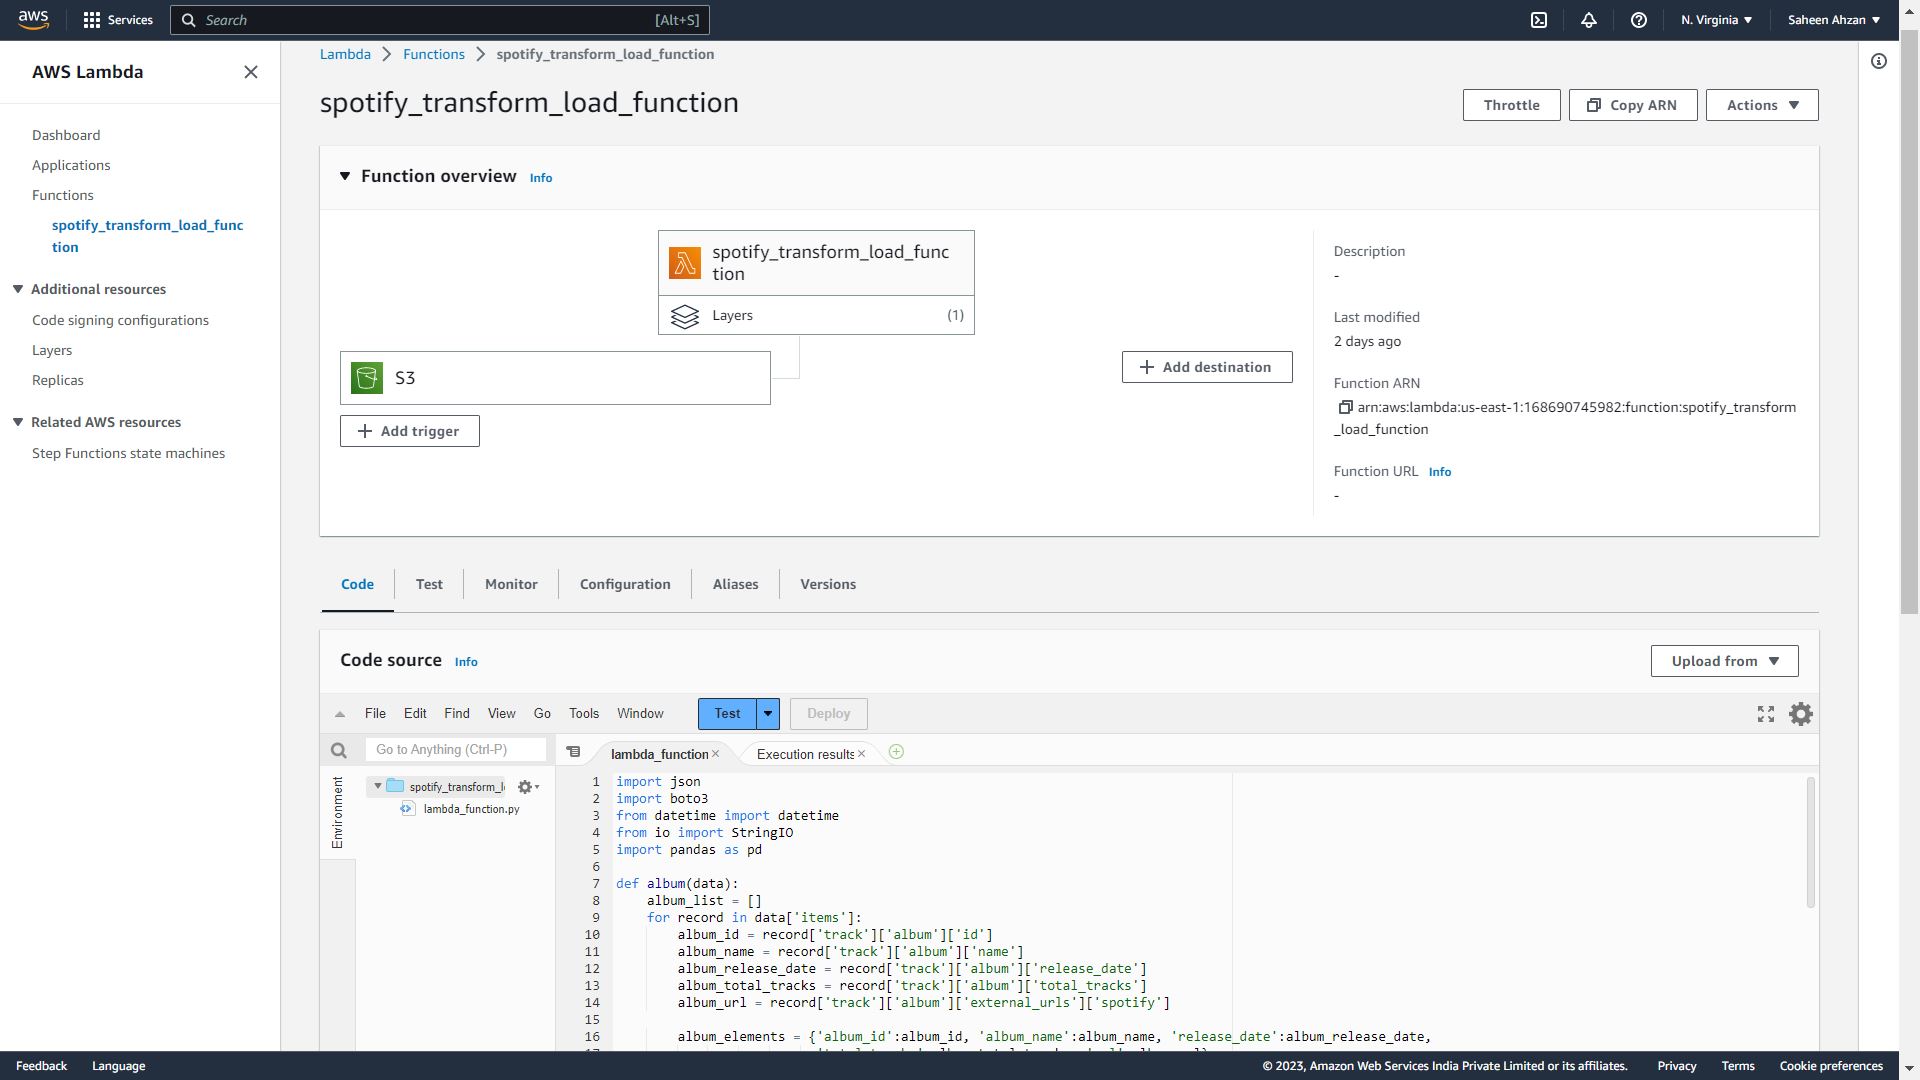 aws
Services
Search
[Alt+S]
N. Virginia
Saheen Ahzan
AWS Lambda
Dashboard
Applications
Functions
spotify_transform_load_func
tion
Additional resources
Code signing configurations
Layers
Replicas
Related AWS resources
Step Functions state machines
Lambda
Functions
spotify_transform_load_function
spotify_transform_load_function
Throttle
Copy ARN
Actions
Function overview
Info
spotify_transform_load_func
tion
Layers
(1)
S3
Add trigger
Add destination
Description
-
Last modified
2 days ago
Function ARN
arn:aws:lambda:us-east-1:168690745982:function:spotify_transform
_load_function
Function URL
Info
-
Code
Test
Monitor
Configuration
Aliases
Versions
Code source
Info
Upload from
File
Edit
Find
View
Go
Tools
Window
Test
Deploy
Go to Anything (Ctrl-P)
lambda_function
Execution results
Environment
spotify_transform_l
lambda_function.py
1 import json
2 import boto3
3 from datetime import datetime
4 from io import StringIO
5 import pandas as pd
6
7 def album(data):
8 album_list = []
9 for record in data['items']:
10 album_id = record['track']['album']['id']
11 album_name = record['track']['album']['name']
12 album_release_date = record['track']['album']['release_date']
13 album_total_tracks = record['track']['album']['total_tracks']
14 album_url = record['track']['album']['external_urls']['spotify']
15
16 album_elements = {'album_id':album_id, 'album_name':album_name, 'release_date':album_release_date,
Feedback
Language
© 2023, Amazon Web Services India Private Limited or its affiliates.
Privacy
Terms
Cookie preferences